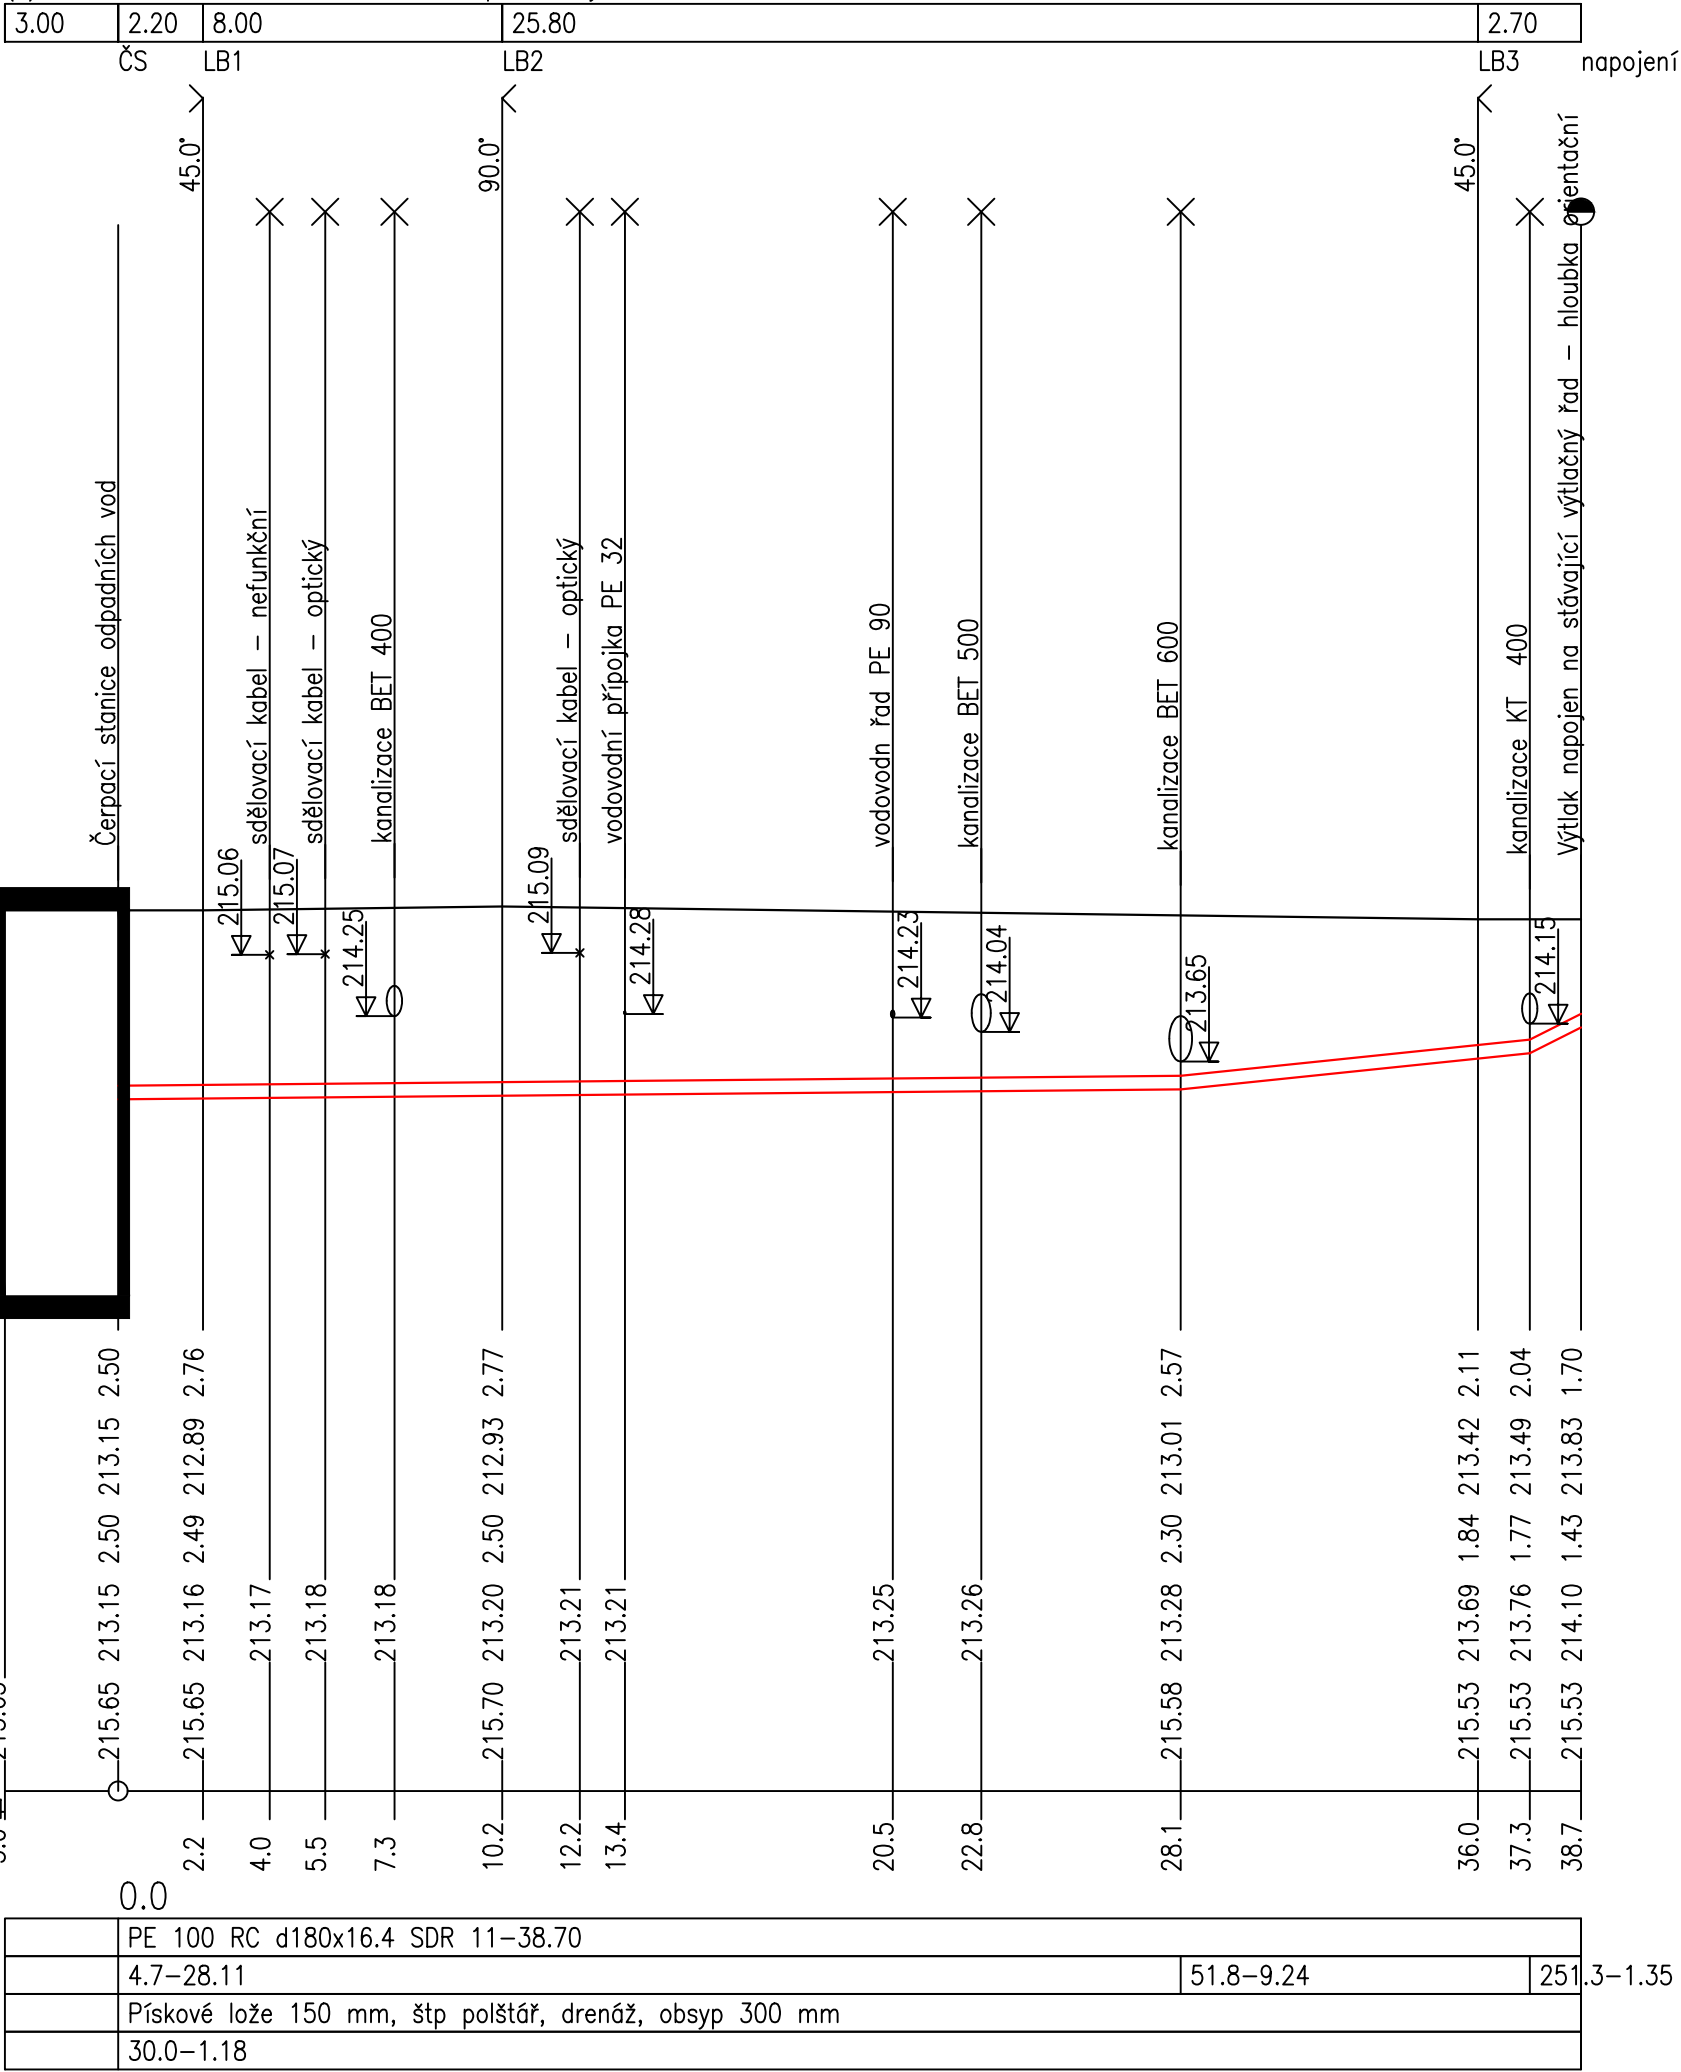 3.00 2.20 8.00 25.80 2.70
ČS LB1 LB2 LB3 napojení
45.0°
90.0°
45.0°
Čerpací stanice odpadních vod
sdělovací kabel – nefunkční
sdělovací kabel – optický
kanalizace BET 400
sdělovací kabel – optický
vodovodní přípojka PE 32
vodovodn řad PE 90
kanalizace BET 500
kanalizace BET 600
kanalizace KT 400
Výtlak napojen na stávající výtlačný řad – hloubka orientační
215.06
215.07
214.25
215.09
214.28
214.23
214.04
213.65
214.15
215.65 213.15 2.50 213.15 2.50
215.65 213.16 2.49 212.89 2.76
213.17
213.18
213.18
215.70 213.20 2.50 212.93 2.77
213.21
213.21
213.25
213.26
215.58 213.28 2.30 213.01 2.57
215.53 213.69 1.84 213.42 2.11
215.53 213.76 1.77 213.49 2.04
215.53 214.10 1.43 213.83 1.70
2.2
4.0
5.5
7.3
10.2
12.2
13.4
20.5
22.8
28.1
36.0
37.3
38.7
0.0
PE 100 RC d180x16.4 SDR 11–38.70
4.7–28.11 51.8–9.24 251.3–1.35
Pískové lože 150 mm, štp polštář, drenáž, obsyp 300 mm
30.0–1.18